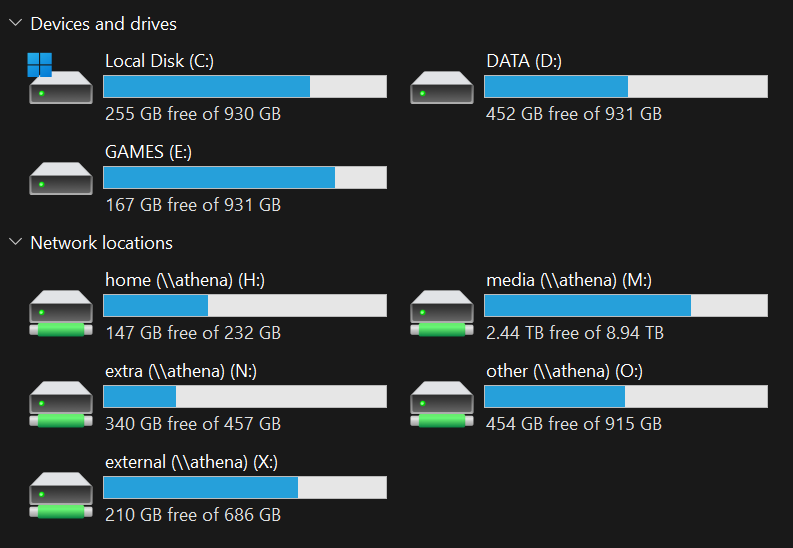 Devices and drives
Local Disk (C:)
255 GB free of 930 GB
DATA (D:)
452 GB free of 931 GB
GAMES (E:)
167 GB free of 931 GB
Network locations
home (\\athena) (H:)
147 GB free of 232 GB
media (\\athena) (M:)
2.44 TB free of 8.94 TB
extra (\\athena) (N:)
340 GB free of 457 GB
other (\\athena) (O:)
454 GB free of 915 GB
external (\\athena) (X:)
210 GB free of 686 GB